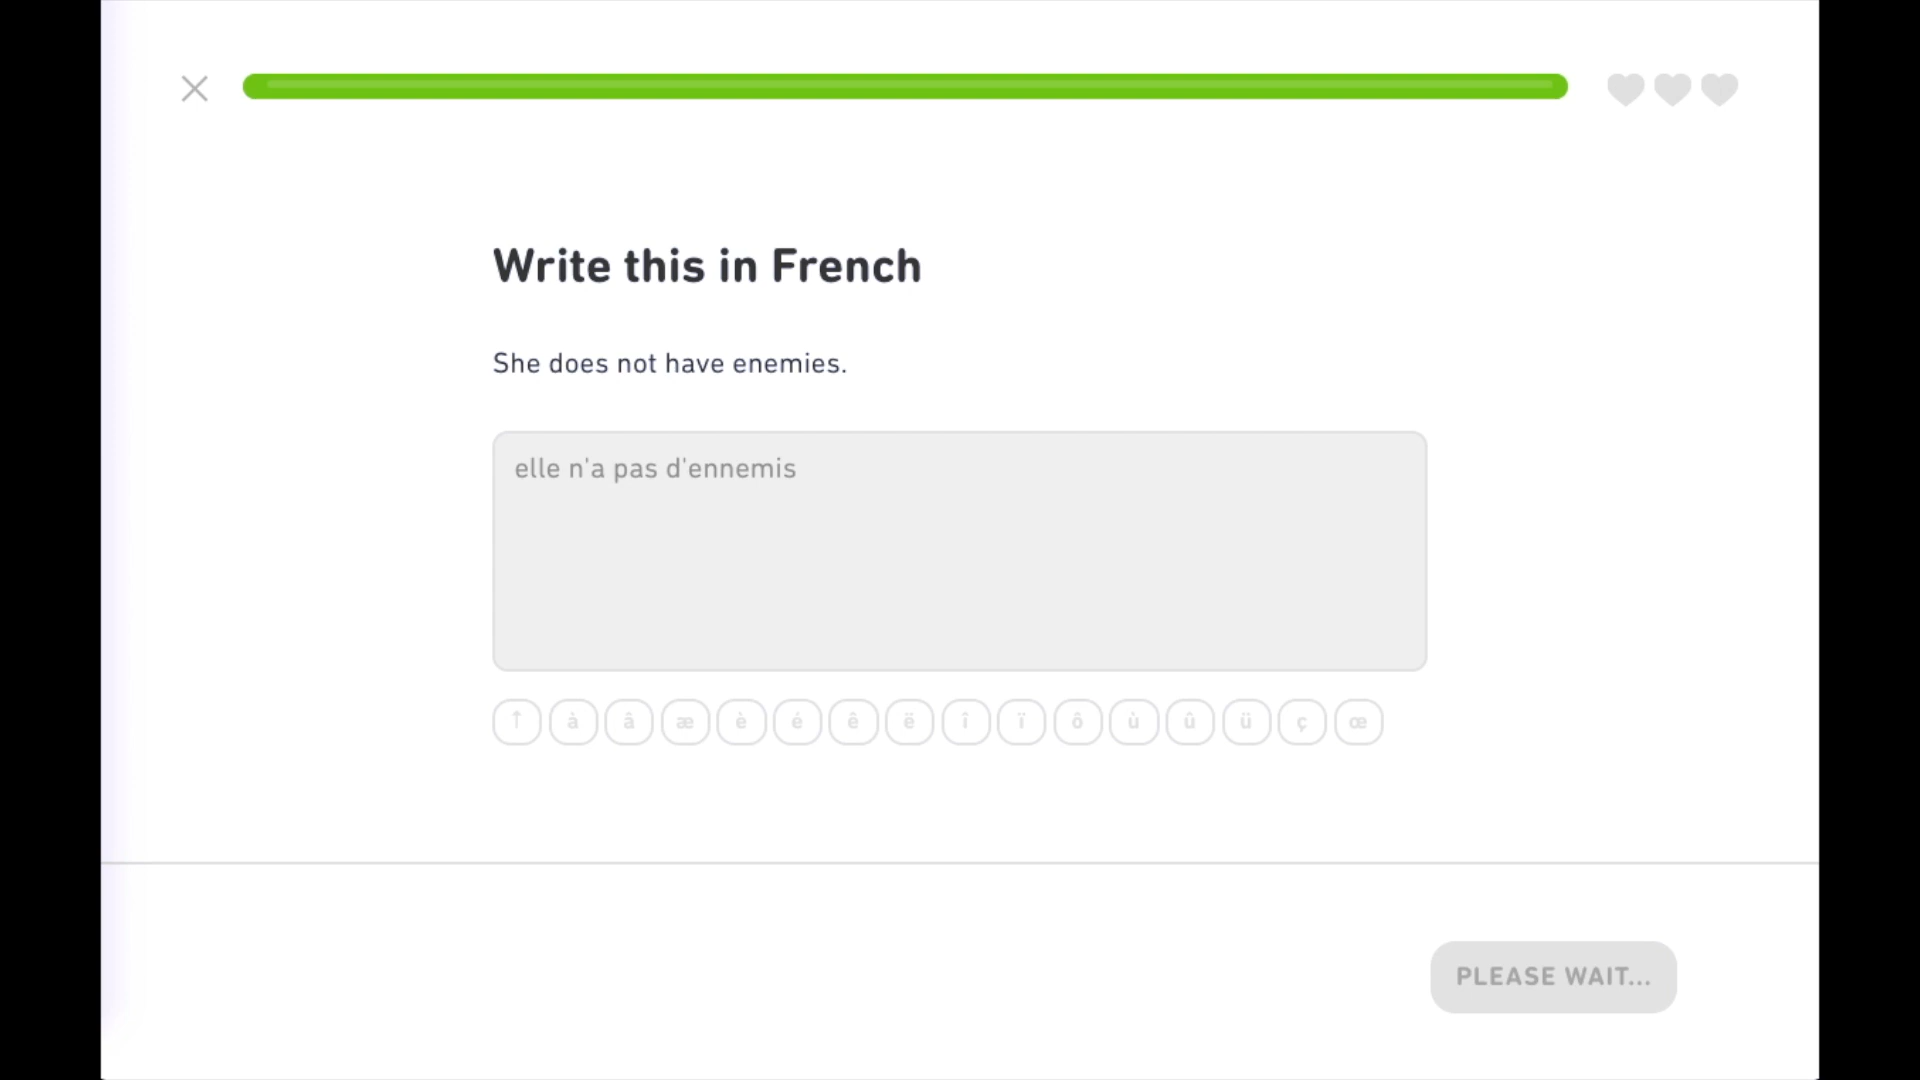 Write this in French
She does not have enemies.
elle n'a pas d'ennemis
↑ à â æ è é ê ë î ï ô ù û ü ç œ
PLEASE WAIT...